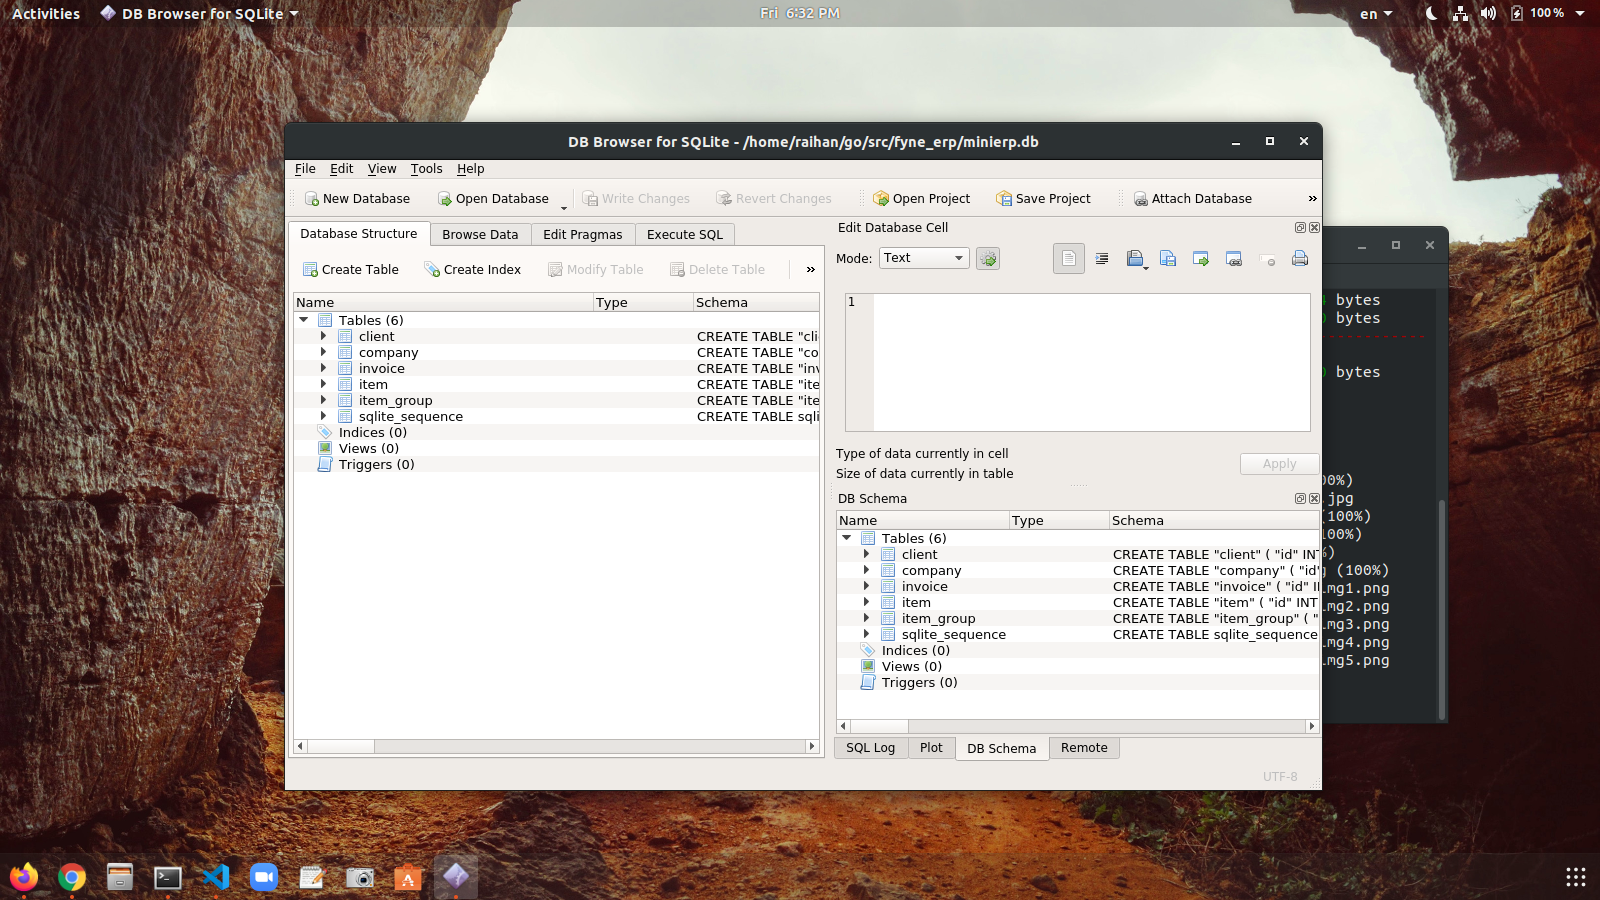 Activities
DB Browser for SQLite
Fri 6:32 PM
en
100 %
DB Browser for SQLite - /home/raihan/go/src/fyne_erp/minierp.db
File Edit View Tools Help
New Database Open Database Write Changes Revert Changes Open Project Save Project Attach Database »
Database Structure Browse Data Edit Pragmas Execute SQL
Create Table Create Index Modify Table Delete Table »
Name Type Schema
Tables (6)
client CREATE TABLE "cli
company CREATE TABLE "co
invoice CREATE TABLE "inv
item CREATE TABLE "ite
item_group CREATE TABLE "ite
sqlite_sequence CREATE TABLE sqli
Indices (0)
Views (0)
Triggers (0)
Edit Database Cell
Mode: Text
1
Type of data currently in cell
Size of data currently in table
Apply
DB Schema
Name Type Schema
Tables (6)
client CREATE TABLE "client" ( "id" INT
company CREATE TABLE "company" ( "id"
invoice CREATE TABLE "invoice" ( "id" I
item CREATE TABLE "item" ( "id" INT
item_group CREATE TABLE "item_group" ( "
sqlite_sequence CREATE TABLE sqlite_sequence
Indices (0)
Views (0)
Triggers (0)
SQL Log Plot DB Schema Remote
UTF-8
bytes
bytes
bytes
00%)
.jpg
(100%)
100%)
%)
g (100%)
img1.png
img2.png
img3.png
img4.png
img5.png